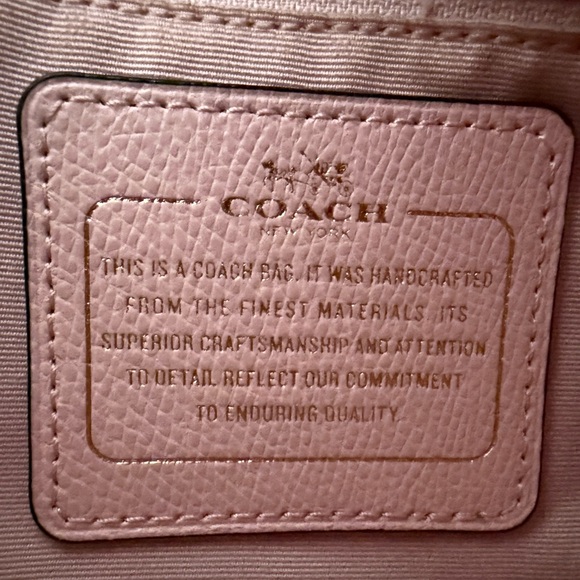 COACH
NEW YORK
THIS IS A COACH BAG. IT WAS HANDCRAFTED
FROM THE FINEST MATERIALS. ITS
SUPERIOR CRAFTSMANSHIP AND ATTENTION
TO DETAIL REFLECT OUR COMMITMENT
TO ENDURING QUALITY.